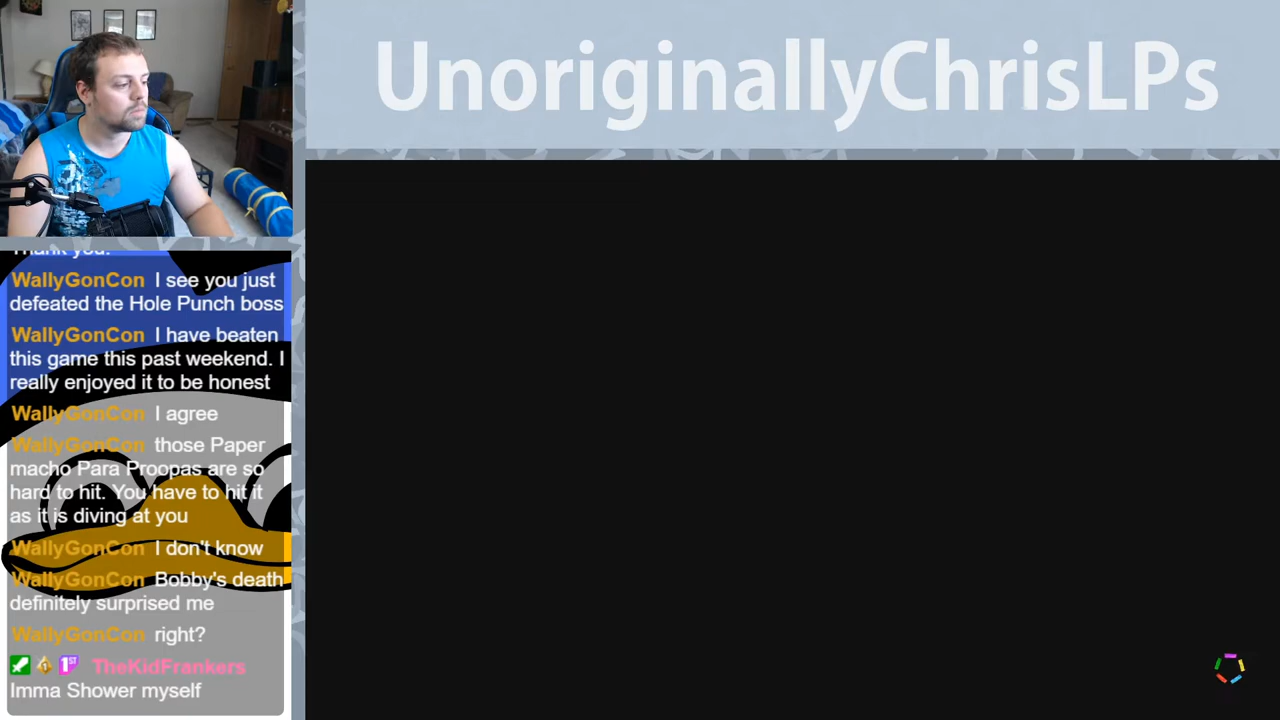 UnoriginallyChrisLPs
Thank you!
WallyGonCon I see you just
defeated the Hole Punch boss
WallyGonCon I have beaten
this game this past weekend. I
really enjoyed it to be honest
WallyGonCon I agree
WallyGonCon those Paper
macho Para Proopas are so
hard to hit. You have to hit it
as it is diving at you
WallyGonCon I don't know
WallyGonCon Bobby's death
definitely surprised me
WallyGonCon right?
1ST TheKidFrankers
Imma Shower myself